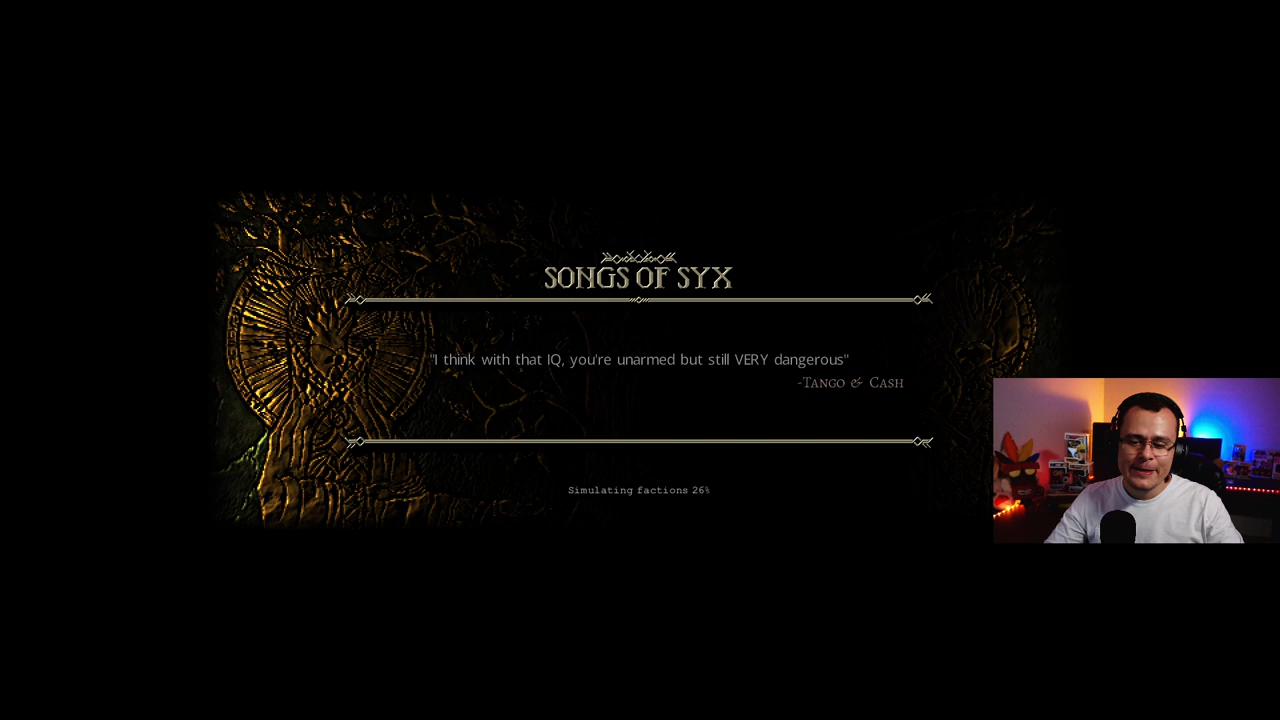 SONGS OF SYX
"I think with that IQ, you're unarmed but still VERY dangerous"
-Tango & Cash
Simulating factions 26%